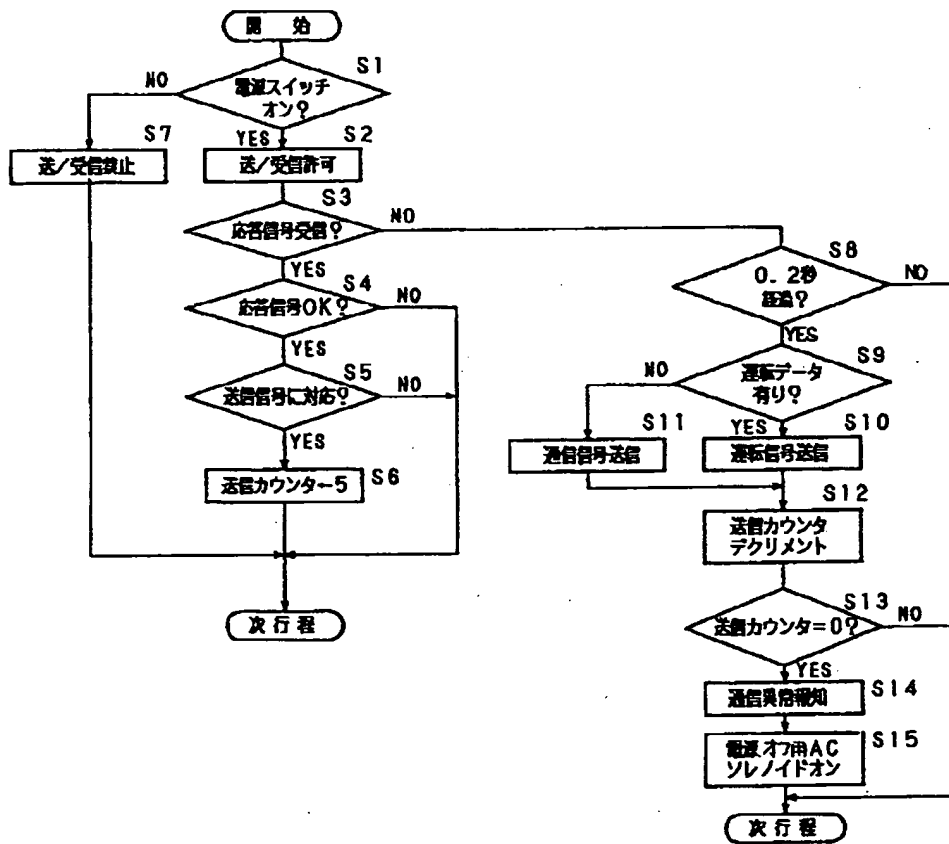 開 始
S1
電源スイッチ
オン?
NO
YES
S7
送/受信禁止
S2
送/受信許可
S3
応答信号受信?
NO
YES
S4
応答信号OK?
NO
YES
S5
送信信号に対応?
NO
YES
送信カウンタ←5
S6
次 行 程
S8
0.2秒
経過?
NO
YES
S9
運転データ
有り?
NO
YES
S11
通信信号送信
S10
運転信号送信
S12
送信カウンタ
デクリメント
S13
送信カウンタ=0?
NO
YES
通信異常報知
S14
電源オフ用AC
ソレノイドオン
S15
次 行 程